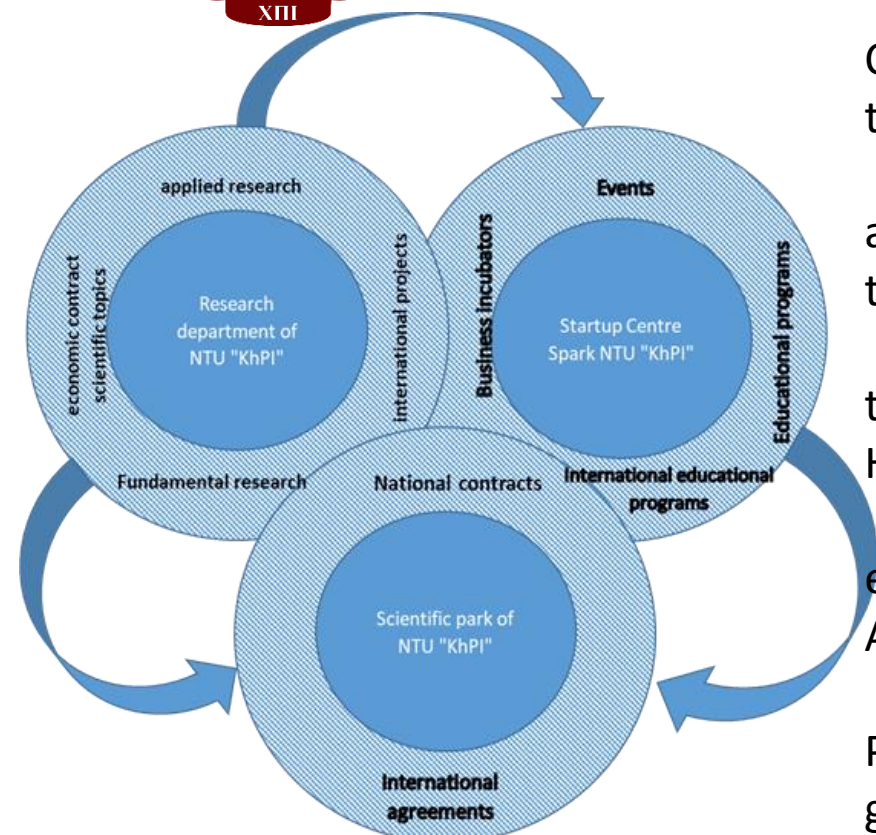 ХПІ
applied research
economic contract
scientific topics
Research
department of
NTU "KhPI"
international projects
Fundamental research
Events
Business incubators
Startup Centre
Spark NTU "KhPI"
Educational programs
International educational
programs
National contracts
Scientific park of
NTU "KhPI"
International
agreements